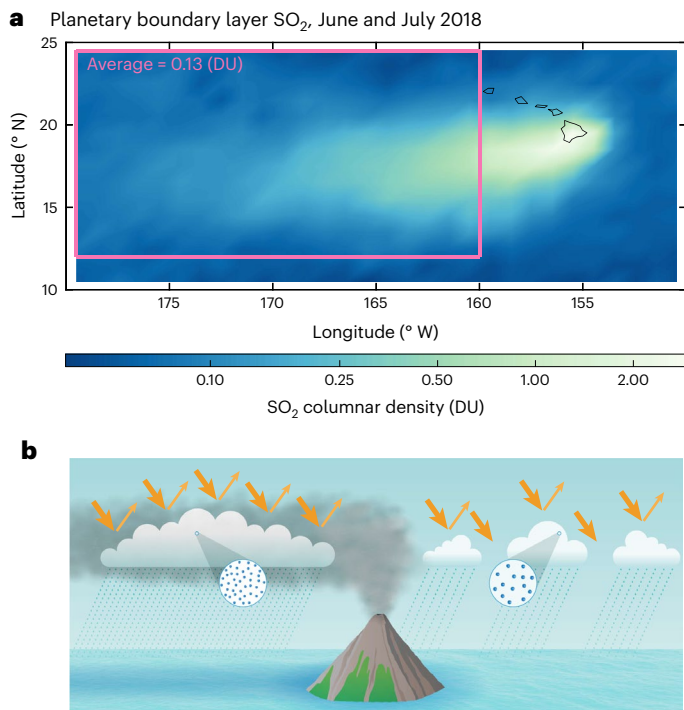 a Planetary boundary layer SO₂, June and July 2018
25
Average = 0.13 (DU)
20
Latitude (° N)
15
10
175 170 165 160 155
Longitude (° W)
0.10 0.25 0.50 1.00 2.00
SO₂ columnar density (DU)
b